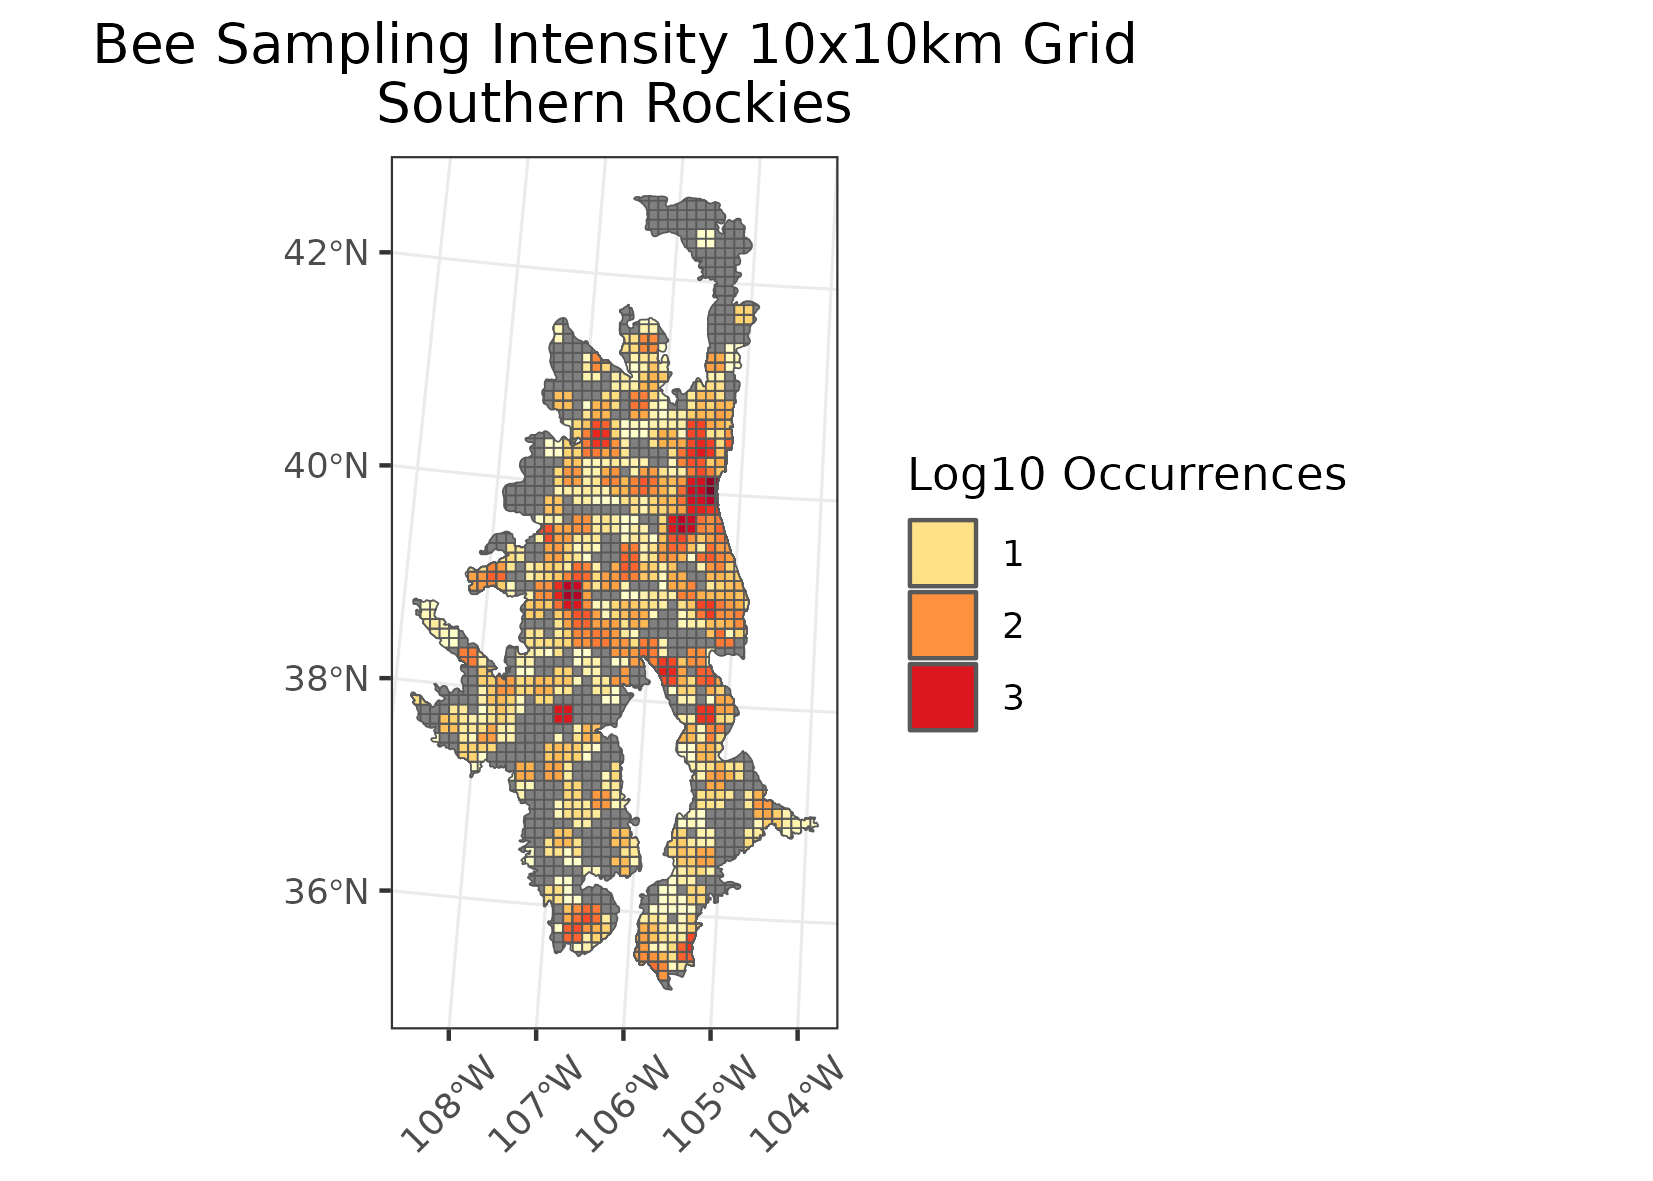 Bee Sampling Intensity 10x10km Grid
Southern Rockies
42°N
40°N
38°N
36°N
108°W
107°W
106°W
105°W
104°W
Log10 Occurrences
1
2
3